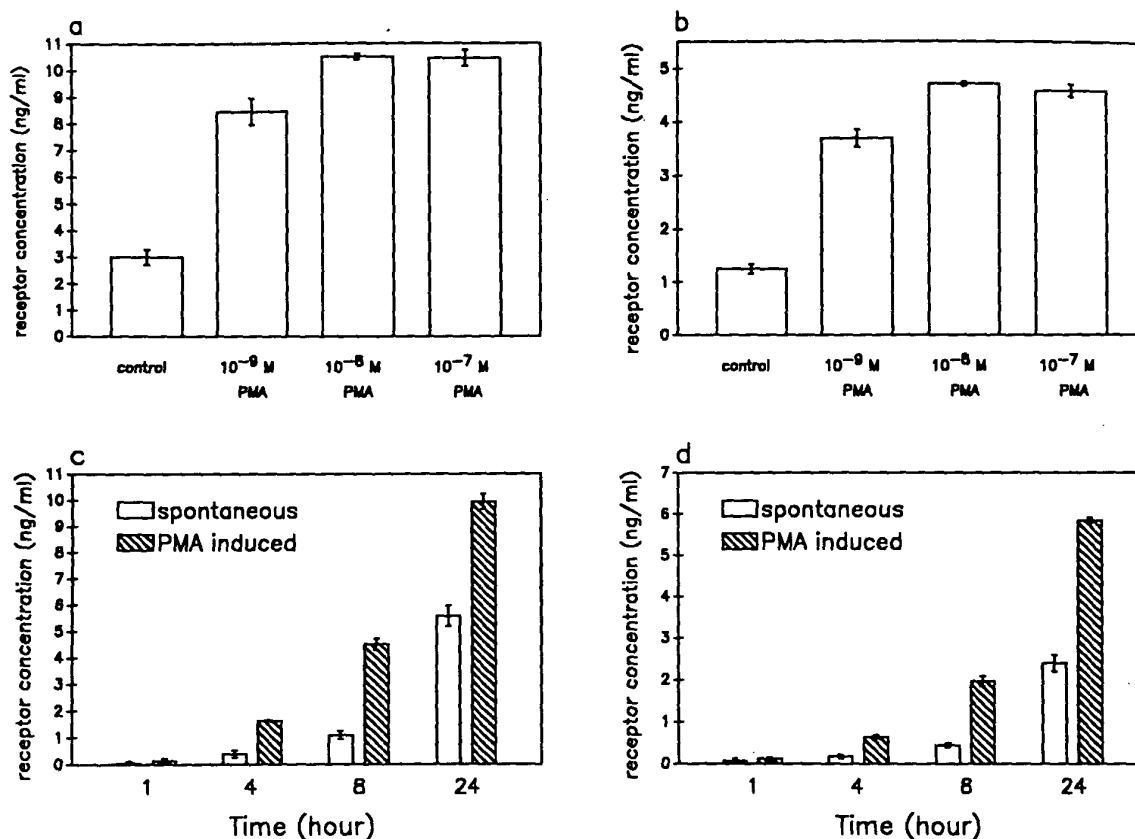 a
receptor concentration (ng/ml)
11
10
9
8
7
6
5
4
3
2
1
0
control
10⁻⁹ M PMA
10⁻⁸ M PMA
10⁻⁷ M PMA
b
receptor concentration (ng/ml)
5
4
3
2
1
0
control
10⁻⁹ M PMA
10⁻⁸ M PMA
10⁻⁷ M PMA
c
receptor concentration (ng/ml)
11
10
9
8
7
6
5
4
3
2
1
0
spontaneous
PMA induced
1 4 8 24
Time (hour)
d
receptor concentration (ng/ml)
7
6
5
4
3
2
1
0
spontaneous
PMA induced
1 4 8 24
Time (hour)